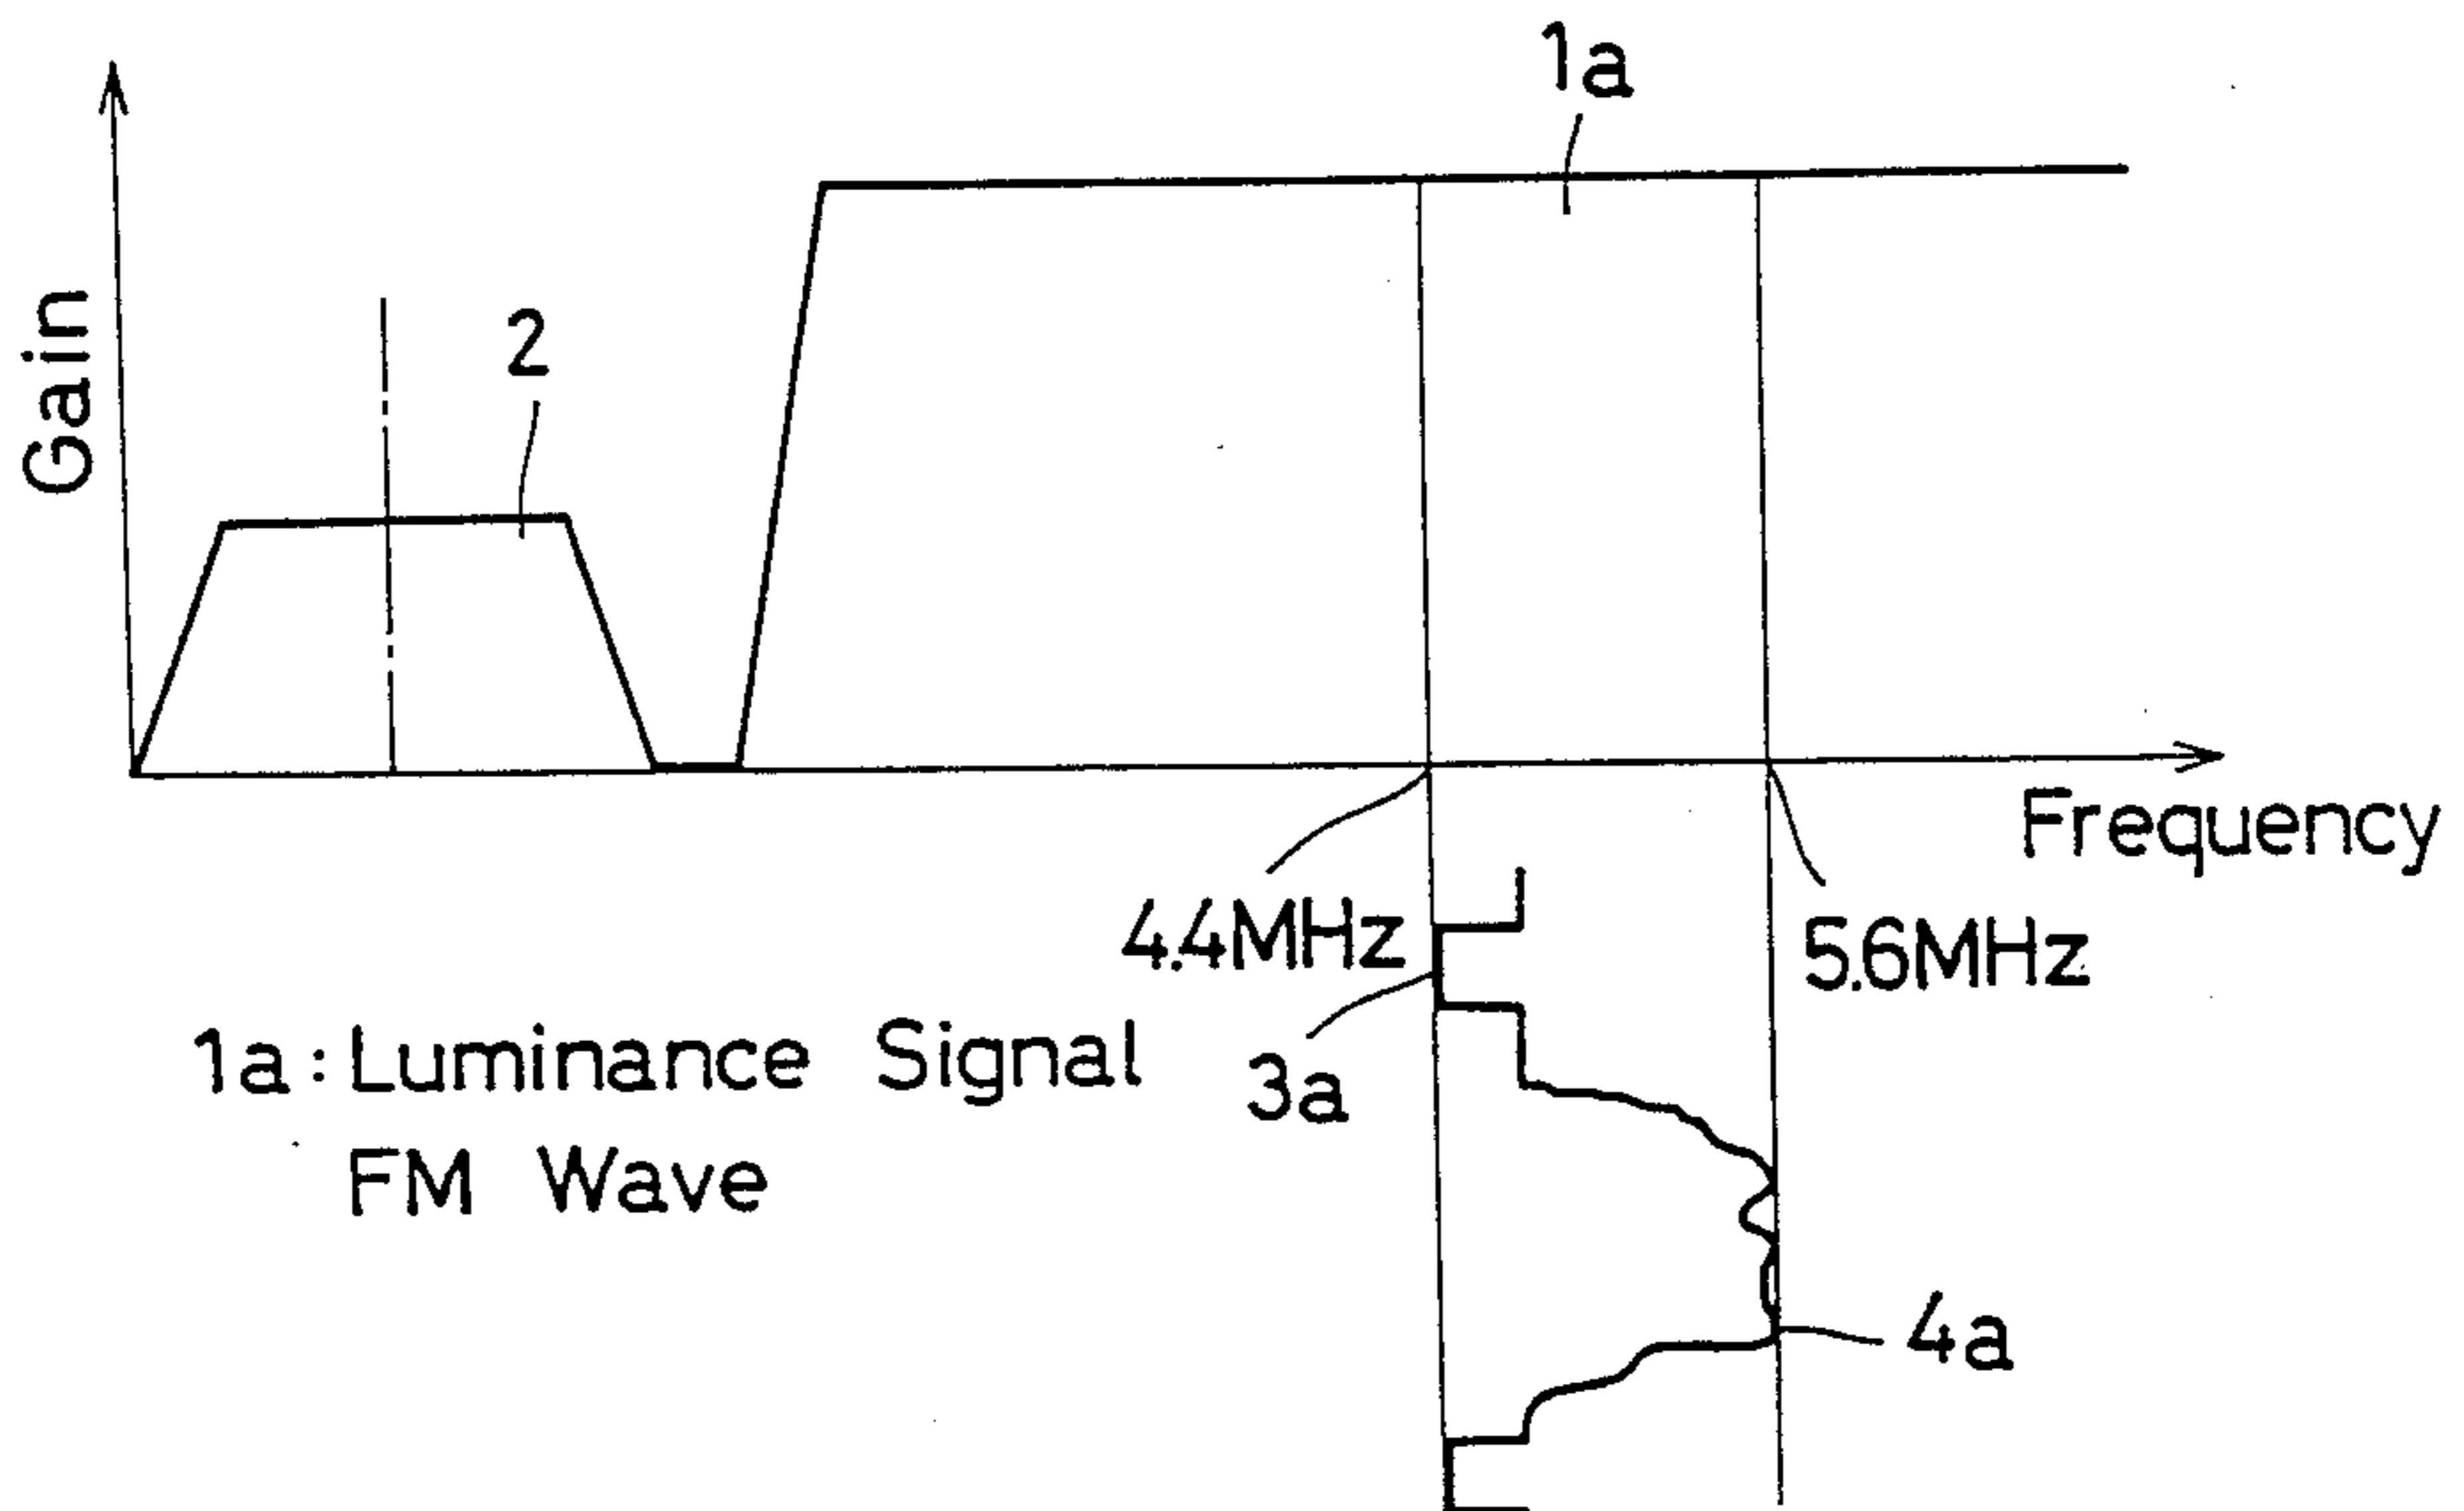 1a
Gain
2
Frequency
4.4MHz
5.6MHz
3a
1a: Luminance Signal
FM Wave
4a